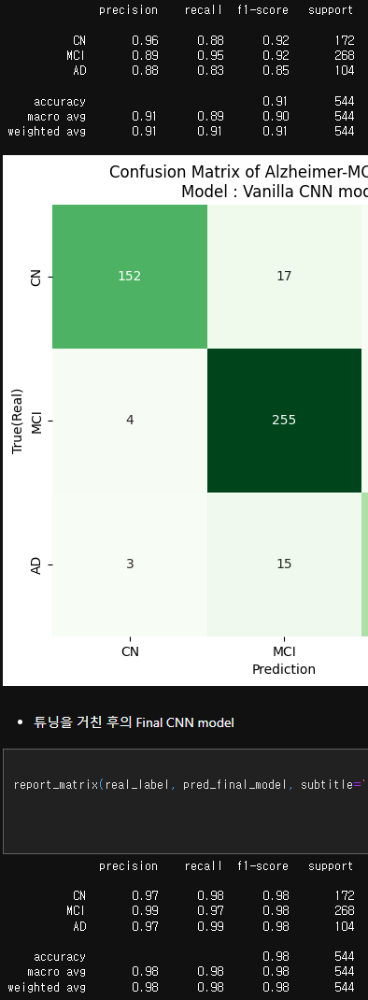 precision recall f1-score support
CN 0.96 0.88 0.92 172
MCI 0.89 0.95 0.92 268
AD 0.88 0.83 0.85 104
accuracy 0.91 544
macro avg 0.91 0.89 0.90 544
weighted avg 0.91 0.91 0.91 544
Confusion Matrix of Alzheimer-MC
Model : Vanilla CNN mo
CN 152 17
MCI 4 255
AD 3 15
True(Real)
CN MCI
Prediction
• 튜닝을 거친 후의 Final CNN model
report_matrix(real_label, pred_final_model, subtitle='
precision recall f1-score support
CN 0.97 0.98 0.98 172
MCI 0.99 0.97 0.98 268
AD 0.97 0.99 0.98 104
accuracy 0.98 544
macro avg 0.98 0.98 0.98 544
weighted avg 0.98 0.98 0.98 544